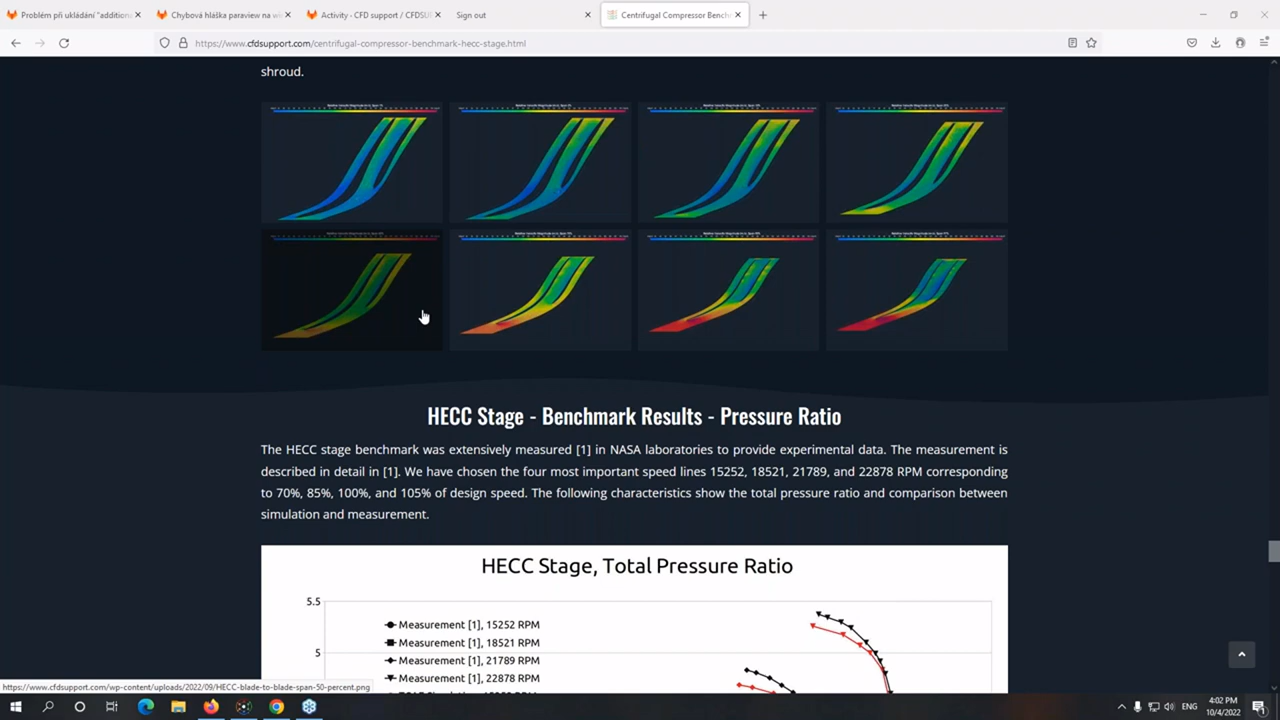 Problém při ukládání "addition
Chybová hláška paraview na wi
Activity - CFD support / CFDSUP
Sign out
Centrifugal Compressor Bench
https://www.cfdsupport.com/centrifugal-compressor-benchmark-hecc-stage.html
shroud.
HECC Stage - Benchmark Results - Pressure Ratio
The HECC stage benchmark was extensively measured [1] in NASA laboratories to provide experimental data. The measurement is
described in detail in [1]. We have chosen the four most important speed lines 15252, 18521, 21789, and 22878 RPM corresponding
to 70%, 85%, 100%, and 105% of design speed. The following characteristics show the total pressure ratio and comparison between
simulation and measurement.
HECC Stage, Total Pressure Ratio
5.5
Measurement [1], 15252 RPM
Measurement [1], 18521 RPM
5
Measurement [1], 21789 RPM
Measurement [1], 22878 RPM
https://www.cfdsupport.com/wp-content/uploads/2022/09/HECC-blade-to-blade-span-50-percent.png
ENG
4:02 PM
10/4/2022